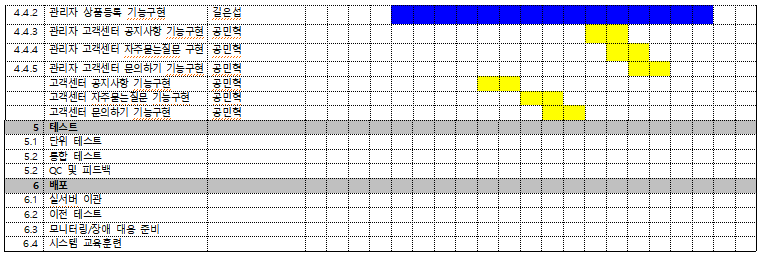 4.4.2 관리자 상품등록 기능구현 김은섭
4.4.3 관리자 고객센터 공지사항 기능구현 공민혁
4.4.4 관리자 고객센터 자주묻는질문 구현 공민혁
4.4.5 관리자 고객센터 문의하기 기능구현 공민혁
고객센터 공지사항 기능구현 공민혁
고객센터 자주묻는질문 기능구현 공민혁
고객센터 문의하기 기능구현 공민혁
5 테스트
5.1 단위 테스트
5.2 통합 테스트
5.2 QC 및 피드백
6 배포
6.1 실서버 이관
6.2 이전 테스트
6.3 모니터링/장애 대응 준비
6.4 시스템 교육훈련